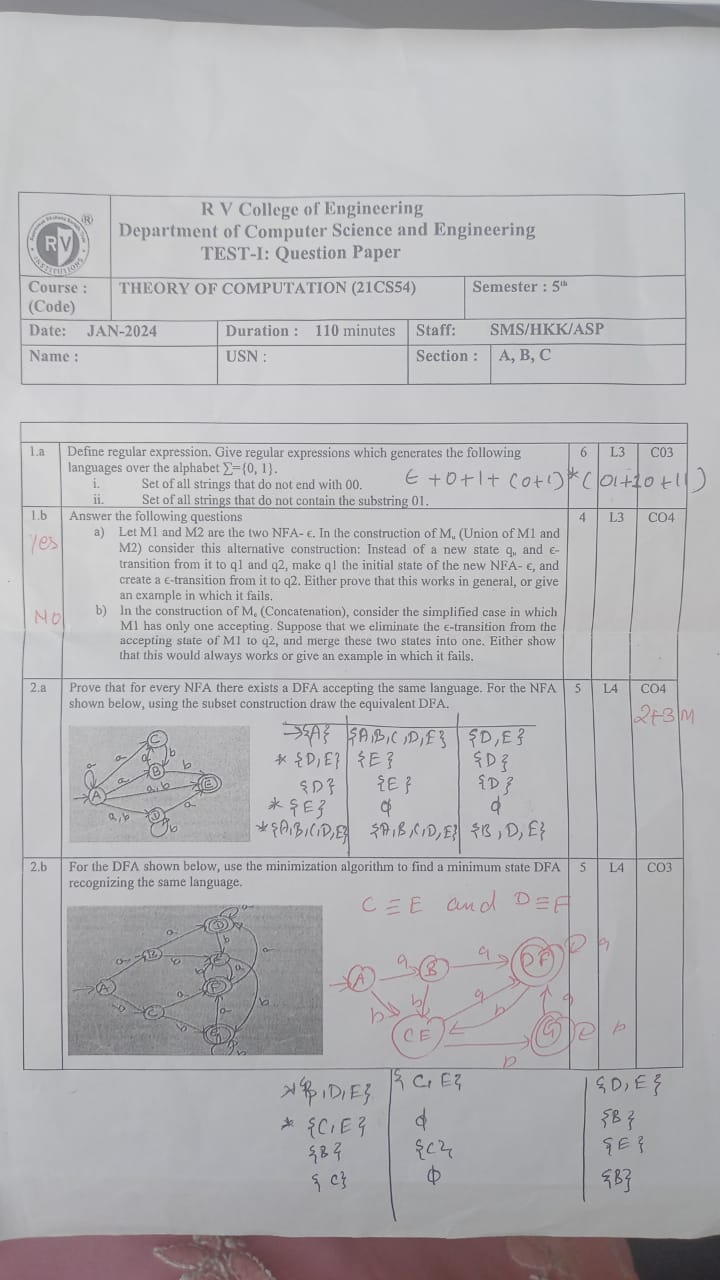 R V College of Engineering
Department of Computer Science and Engineering
TEST-I: Question Paper
RV
INSTITUTIONS
Course : (Code)
THEORY OF COMPUTATION (21CS54)
Semester : 5th
Date: JAN-2024
Duration : 110 minutes
Staff: SMS/HKK/ASP
Name :
USN :
Section : A, B, C
1.a Define regular expression. Give regular expressions which generates the following 6 L3 C03
languages over the alphabet ∑={0, 1}.
i. Set of all strings that do not end with 00.
ε+0+1+(0+1)*(01+10+11)
ii. Set of all strings that do not contain the substring 01.
1.b Answer the following questions 4 L3 CO4
Yes
a) Let M1 and M2 are the two NFA- ϵ. In the construction of Mu (Union of M1 and
M2) consider this alternative construction: Instead of a new state qu and ϵ-
transition from it to q1 and q2, make q1 the initial state of the new NFA- ϵ, and
create a ϵ-transition from it to q2. Either prove that this works in general, or give
an example in which it fails.
NO
b) In the construction of Mc (Concatenation), consider the simplified case in which
M1 has only one accepting. Suppose that we eliminate the ϵ-transition from the
accepting state of M1 to q2, and merge these two states into one. Either show
that this would always works or give an example in which it fails.
2.a Prove that for every NFA there exists a DFA accepting the same language. For the NFA 5 L4 CO4
shown below, using the subset construction draw the equivalent DFA.
2+3 M
→{A} {A,B,C,D,E} {D,E}
* {D,E} {E} {D}
{D} {E} {D}
* {E} ϕ ϕ
*{A,B,C,D,E} {A,B,C,D,E} {B,D,E}
2.b For the DFA shown below, use the minimization algorithm to find a minimum state DFA 5 L4 CO3
recognizing the same language.
C ≡ E and D ≡ F
A a B a DF a
b b a b a
CE b G b
*{B,D,E} {C,E} {D,E}
* {C,E} ϕ {B}
{B} {C} {E}
{C} ϕ {B}